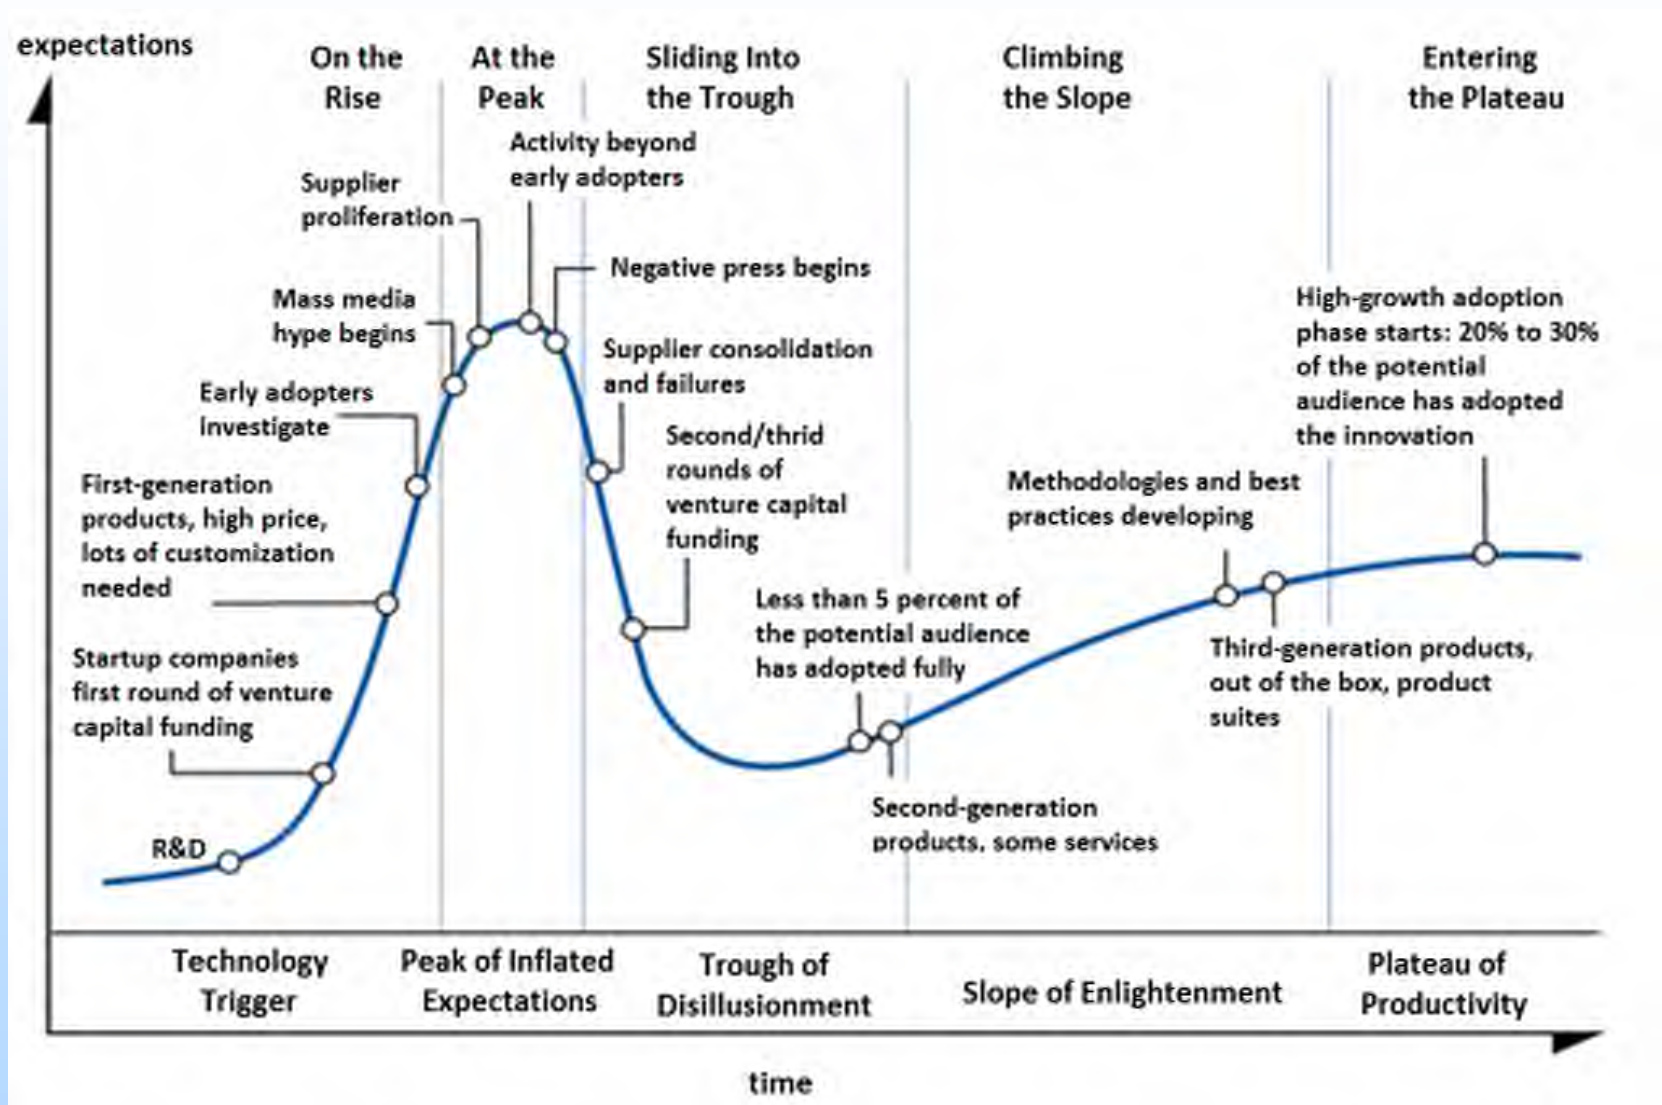 expectations
On the
Rise
At the
Peak
Sliding Into
the Trough
Climbing
the Slope
Entering
the Plateau
Activity beyond
early adopters
Supplier
proliferation
Negative press begins
Mass media
hype begins
Supplier consolidation
and failures
Early adopters
investigate
Second/thrid
rounds of
venture capital
funding
First-generation
products, high price,
lots of customization
needed
Startup companies
first round of venture
capital funding
R&D
Less than 5 percent of
the potential audience
has adopted fully
Second-generation
products, some services
Methodologies and best
practices developing
Third-generation products,
out of the box, product
suites
High-growth adoption
phase starts: 20% to 30%
of the potential
audience has adopted
the innovation
Technology
Trigger
Peak of Inflated
Expectations
Trough of
Disillusionment
Slope of Enlightenment
Plateau of
Productivity
time